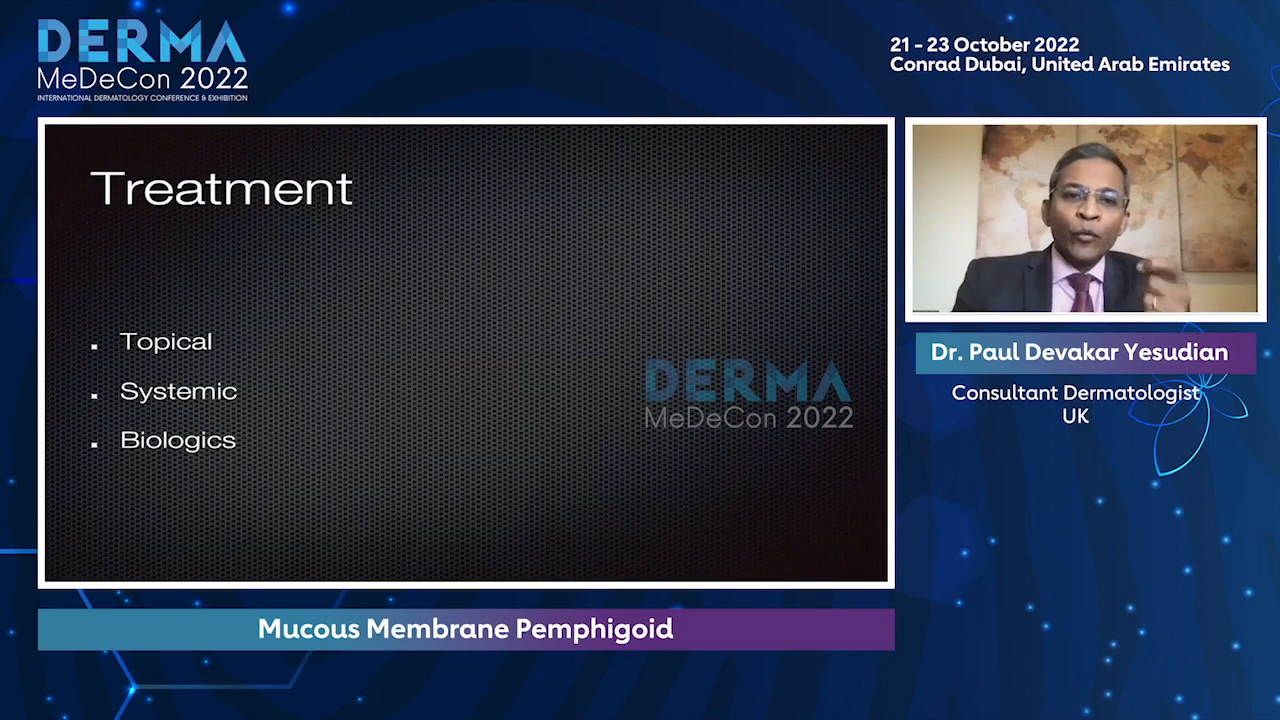 DERMA
MeDeCon 2022
INTERNATIONAL DERMATOLOGY CONFERENCE & EXHIBITION
21 - 23 October 2022
Conrad Dubai, United Arab Emirates
Treatment
Topical
Systemic
Biologics
DERMA
MeDeCon 2022
Dr. Paul Devakar Yesudian
Consultant Dermatologist
UK
Mucous Membrane Pemphigoid